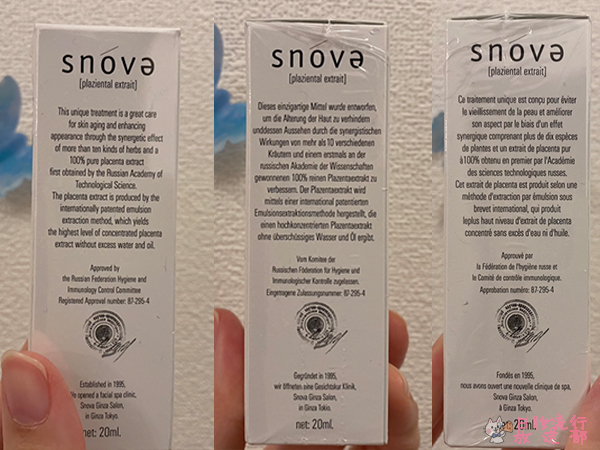 snóvə
[plaziental extrait]
This unique treatment is a great care
for skin aging and enhancing
appearance through the synergetic effect
of more than ten kinds of herbs and a
100% pure placenta extract
first obtained by the Russian Academy of
Technological Science.
The placenta extract is produced by the
internationally patented emulsion
extraction method, which yields
the highest level of concentrated placenta
extract without excess water and oil.
Approved by
the Russian Federation Hygiene and
Immunology Control Committee
Registered Approval number: 87-295-4
Established in 1995,
We opened a facial spa clinic,
Snova Ginza Salon,
in Ginza Tokyo.
net: 20ml.
snóvə
[plaziental extrait]
Dieses einzigartige Mittel wurde entworfen,
um die Alterung der Haut zu verhindern
unddessen Aussehen durch die synergistischen
Wirkungen von mehr als 10 verschiedenen
Kräutern und einem erstmals an der
russischen Akademie der Wissenschaften
gewonnenen 100% reinen Plazentaextrakt zu
verbessern. Der Plazentaextrakt wird
mittels einer international patentierten
Emulsionsextraktionsmethode hergestellt, die
einen hochkonzentrierten Plazentaextrakt
ohne überschüssiges Wasser und Öl ergibt.
Vom Komitee der
Russischen Föderation für Hygiene und
Immunologischer Kontrolle zugelassen.
Eingetragene Zulassungsnummer: 87-295-4
Gegründet in 1995,
wir öffneten eine Gesichtskur Klinik,
Snova Ginza Salon,
in Ginza Tokio.
net: 20ml.
snóvə
[plaziental extrait]
Ce traitement unique est conçu pour éviter
le vieillissement de la peau et améliorer
son aspect par le biais d'un effet
synergique comprenant plus de dix espèces
de plantes et un extrait de placenta pur
à100% obtenu en premier par l'Académie
des sciences technologiques russes.
Cet extrait de placenta est produit selon une
méthode d'extraction par émulsion sous
brevet international, qui produit
leplus haut niveau d'extrait de placenta
concentré sans excès d'eau ni d'huile.
Approuvé par
la Fédération de l'hygiène russe et
le Comité de contrôle immunologique.
Approbation numéro: 87-295-4
Fondés en 1995,
nous avons ouvert une nouvelle clinique de spa,
Snova Ginza Salon,
à Ginza Tokyo.
net: 20ml.